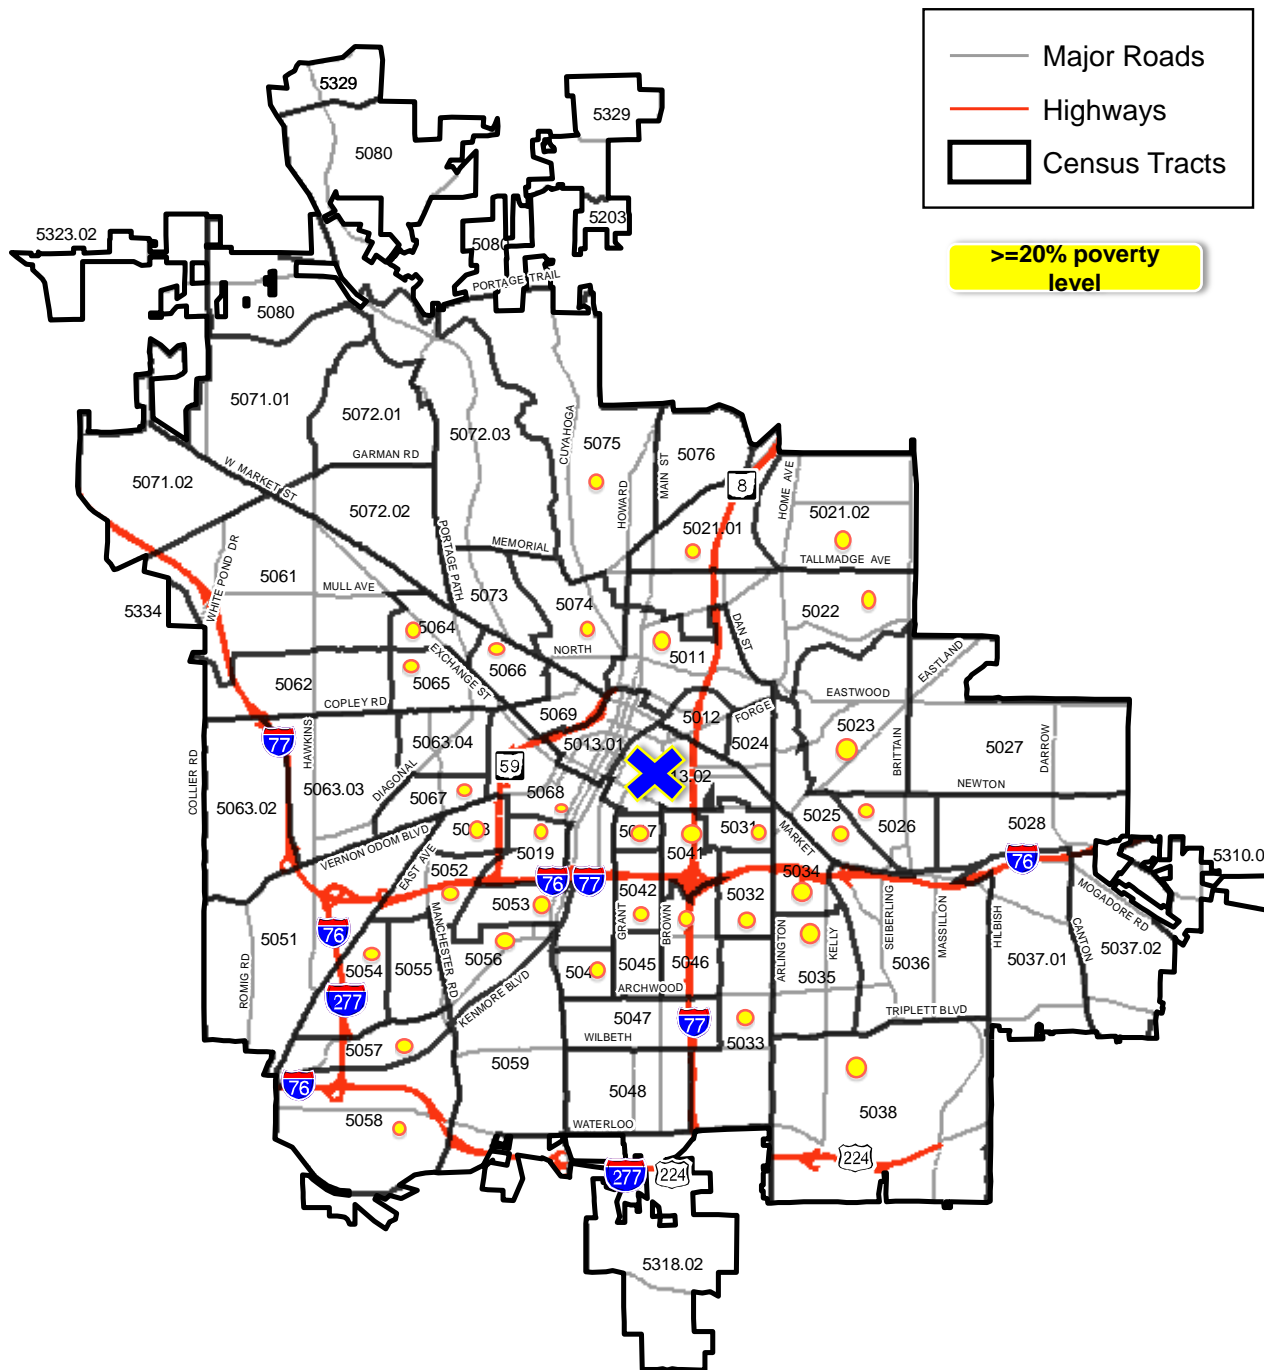 Major Roads
Highways
Census Tracts
>=20% poverty
level
5329
5329
5080
5203
5323.02
5080
PORTAGE TRAIL
5080
5071.01
5072.01
5072.03
CUYAHOGA
5075
5076
MAIN ST
HOWARD
8
HOME AVE
GARMAN RD
W MARKET ST
5071.02
5072.02
5021.01
5021.02
TALLMADGE AVE
PORTAGE PATH
MEMORIAL
WHITE POND DR
5061
MULL AVE
5073
5074
5022
5334
5064
DAN ST
NORTH
5011
EXCHANGE ST
5066
5065
5062
EASTLAND
EASTWOOD
COPLEY RD
5069
5012
FORGE
5023
77
HAWKINS
5063.04
5013.01
5024
BRITTAIN
5027
DARROW
59
COLLIER RD
5063.03
DIAGONAL
5067
5068
NEWTON
5063.02
5025
5026
5028
VERNON ODOM BLVD
5031
MARKET
5019
5041
76
5310.0
EAST AVE
5052
76
77
5034
5042
5032
MOGADORE RD
5053
MANCHESTER RD
GRANT
BROWN
SEIBERLING
MASSILLON
HILBISH
CANTON
76
5051
5056
KELLY
5037.02
5054
5055
5045
5046
ARLINGTON
5036
5037.01
ROMIG RD
5035
277
KENMORE BLVD
ARCHWOOD
TRIPLETT BLVD
5047
77
WILBETH
5033
5057
5059
76
5048
5038
5058
WATERLOO
224
277
224
5318.02